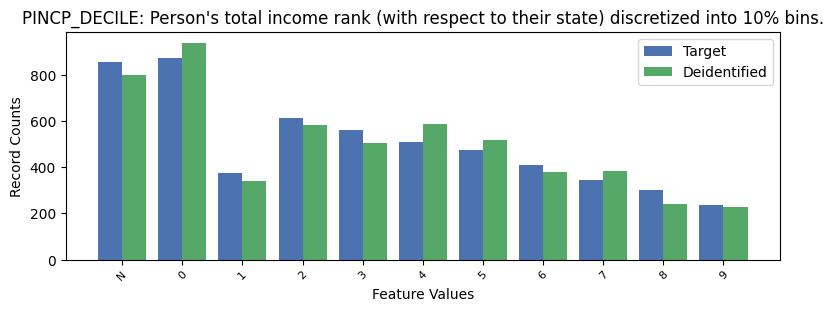 PINCP_DECILE: Person's total income rank (with respect to their state) discretized into 10% bins.
Target
Deidentified
Record Counts
800
600
400
200
0
N 0 1 2 3 4 5 6 7 8 9
Feature Values